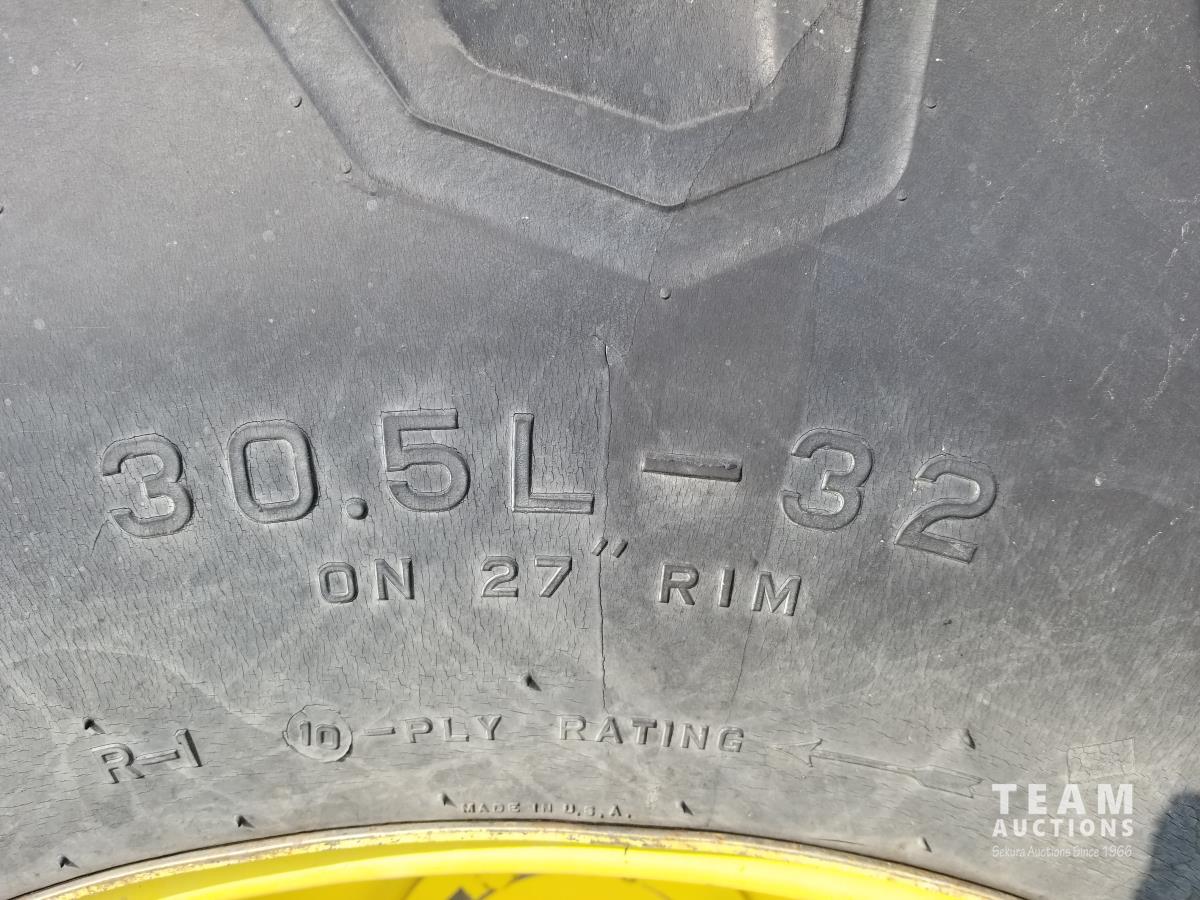 30.5L-32
ON 27" RIM
R-1 10-PLY RATING
MADE IN U.S.A.
TEAM
AUCTIONS
Sekura Auctions Since 1966